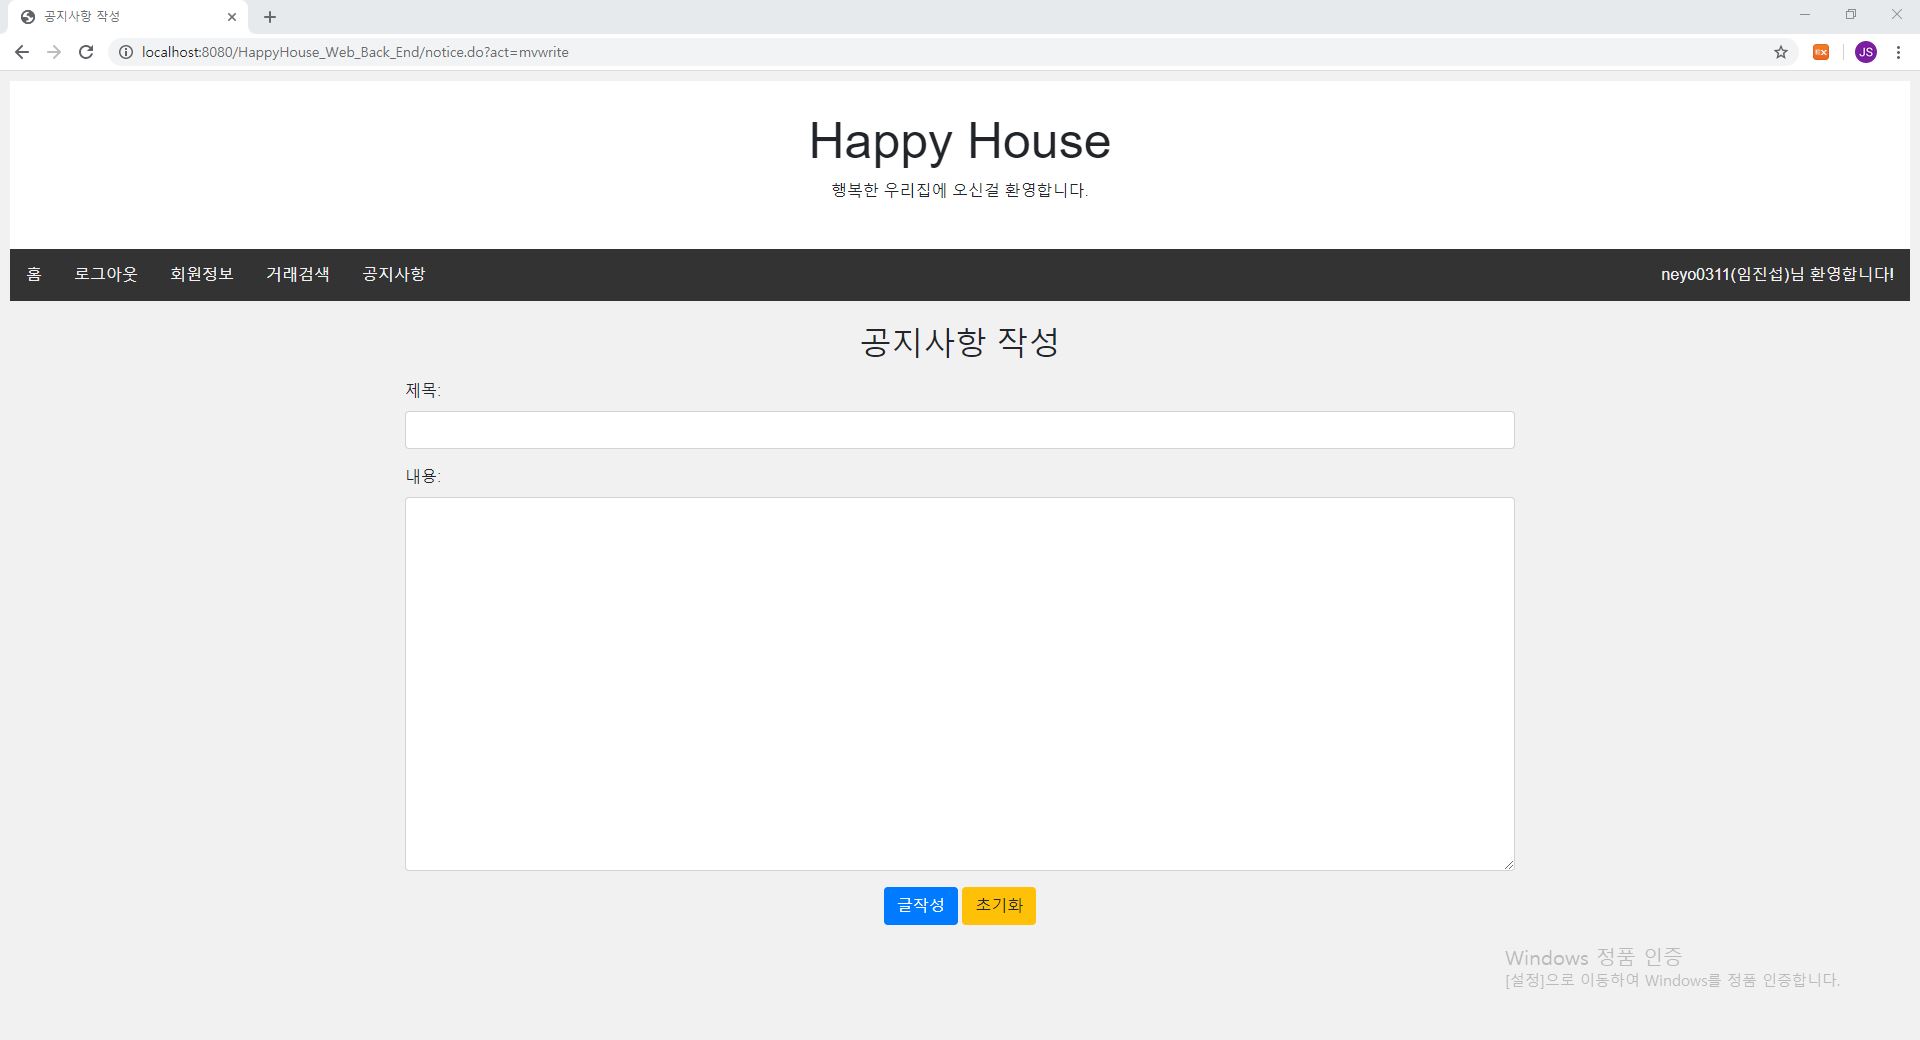 공지사항 작성
localhost:8080/HappyHouse_Web_Back_End/notice.do?act=mvwrite
JS
Happy House
행복한 우리집에 오신걸 환영합니다.
홈 로그아웃 회원정보 거래검색 공지사항 neyo0311(임진섭)님 환영합니다!
공지사항 작성
제목:
내용:
글작성 초기화
Windows 정품 인증
[설정]으로 이동하여 Windows를 정품 인증합니다.